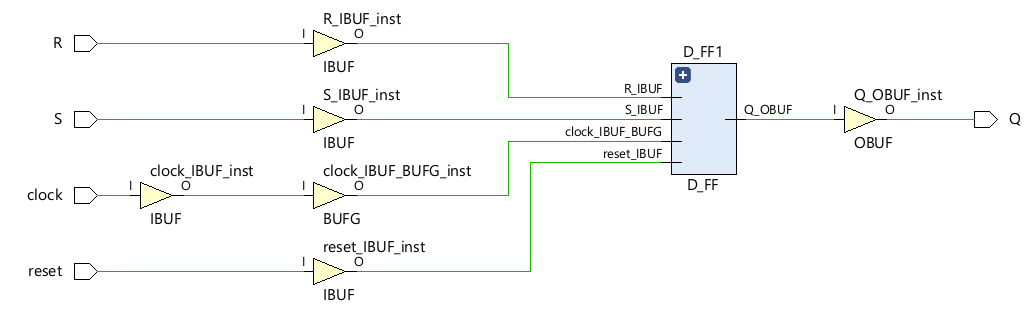 R_IBUF_inst
R
I
O
IBUF
D_FF1
R_IBUF
S_IBUF_inst
S
I
O
IBUF
S_IBUF
Q_OBUF
Q_OBUF_inst
I
O
OBUF
Q
clock_IBUF_BUFG
reset_IBUF
D_FF
clock_IBUF_inst
clock
I
O
IBUF
clock_IBUF_BUFG_inst
I
O
BUFG
reset_IBUF_inst
reset
I
O
IBUF